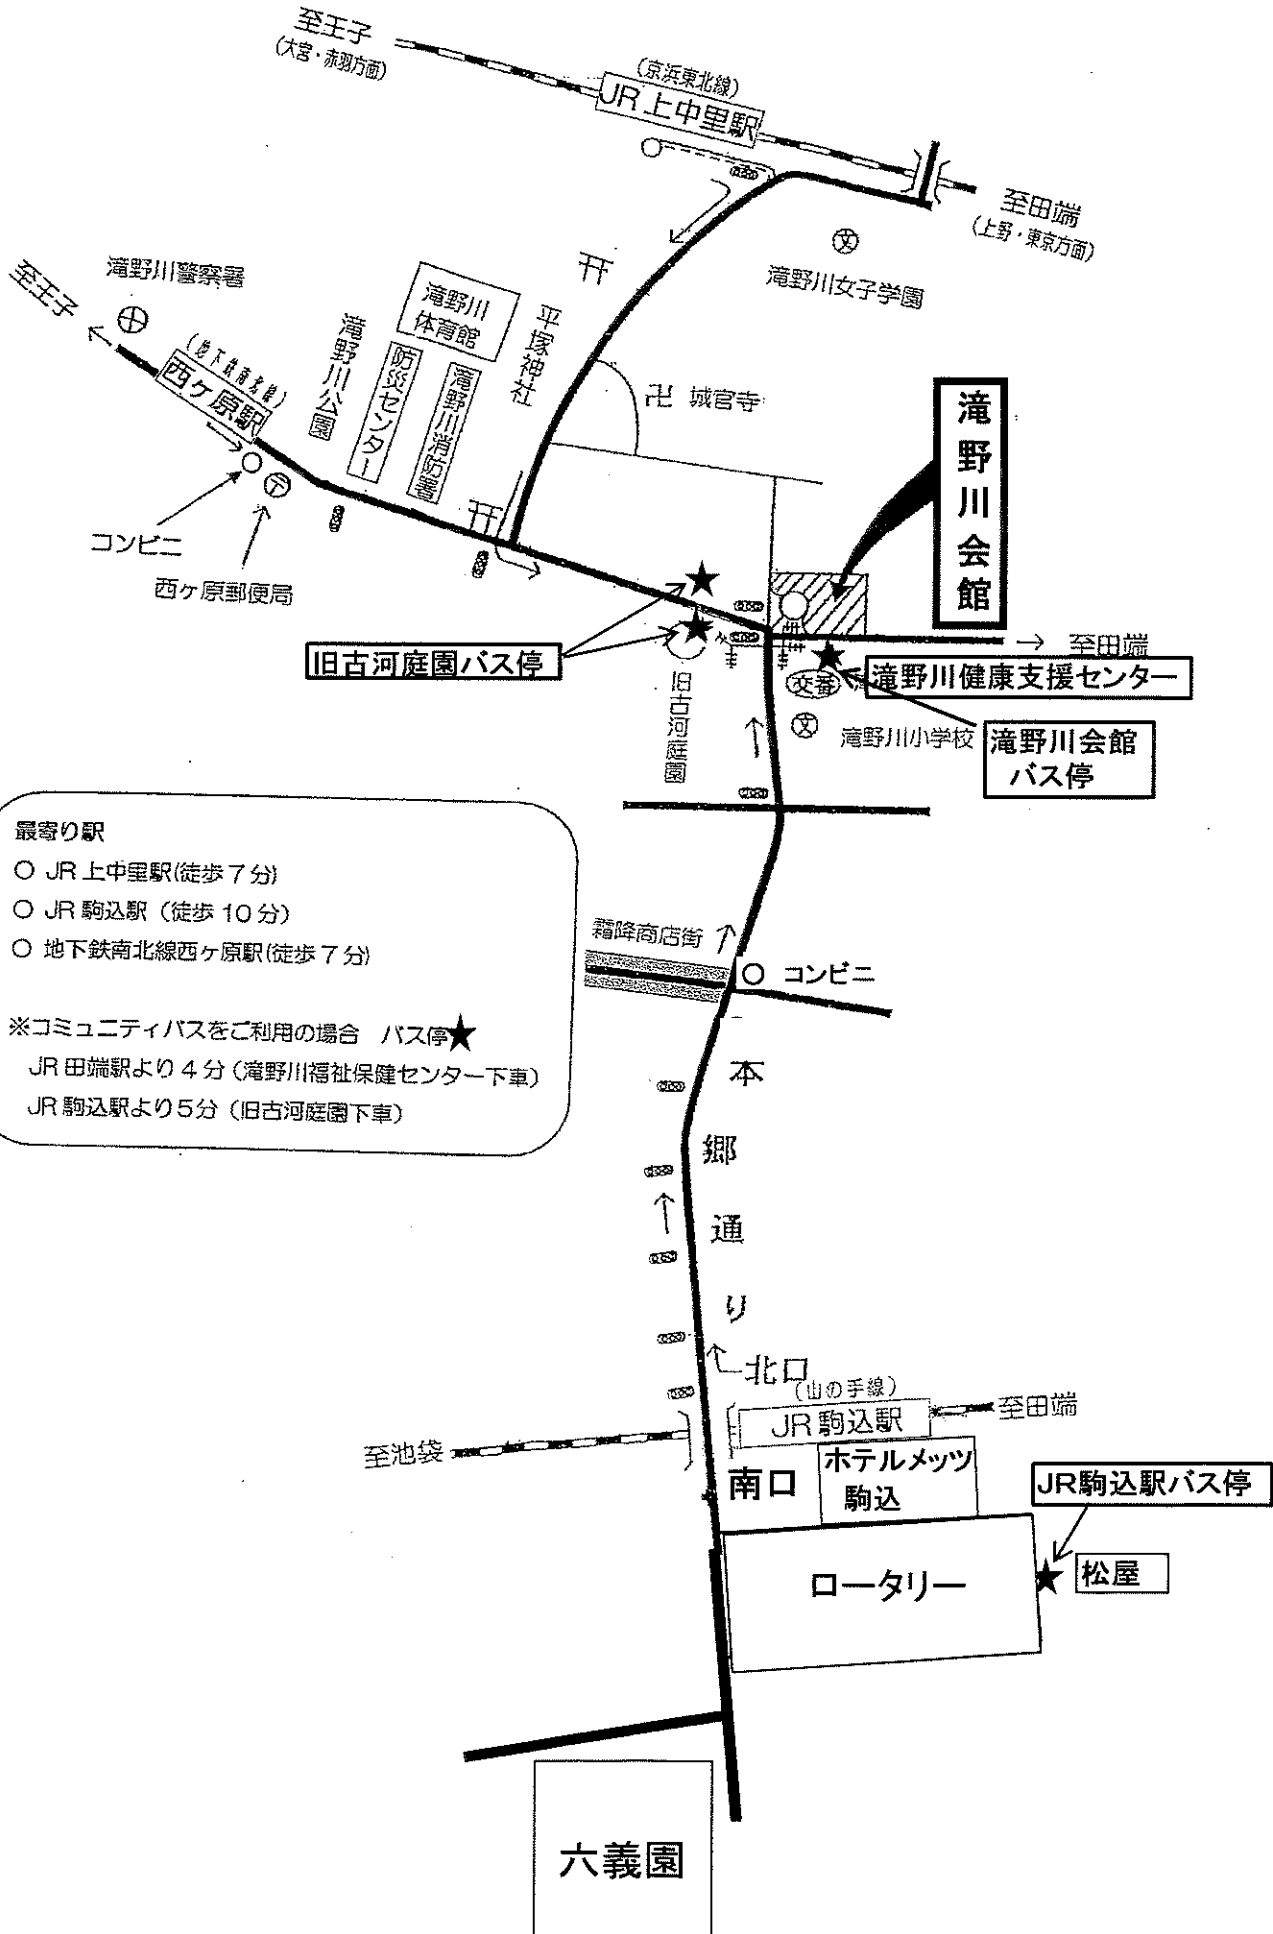 至王子
(大宮・赤羽方面)
(京浜東北線)
JR 上中里駅
至田端
(上野・東京方面)
文
滝野川女子学園
滝野川警察署
至王子
(地下鉄南北線)
西ヶ原駅
滝野川公園
滝野川
体育館
防災センター
滝野川消防署
平塚神社
卍 城官寺
滝野川会館
コンビニ
西ヶ原郵便局
旧古河庭園バス停
至田端
旧古河庭園
交番
滝野川健康支援センター
文
滝野川小学校
滝野川会館
バス停
最寄り駅
○ JR 上中里駅(徒歩7分)
○ JR 駒込駅(徒歩 10 分)
○ 地下鉄南北線西ヶ原駅(徒歩7分)
※コミュニティバスをご利用の場合 バス停★
JR 田端駅より4分(滝野川福祉保健センター下車)
JR 駒込駅より5分(旧古河庭園下車)
霜降商店街
コンビニ
本郷通り
北口
(山の手線)
JR 駒込駅
至田端
至池袋
南口
ホテルメッツ
駒込
JR駒込駅バス停
ロータリー
松屋
六義園